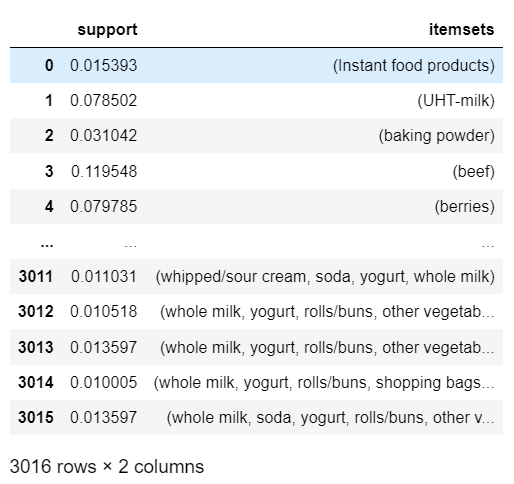 support itemsets
0 0.015393 (Instant food products)
1 0.078502 (UHT-milk)
2 0.031042 (baking powder)
3 0.119548 (beef)
4 0.079785 (berries)
... ... ...
3011 0.011031 (whipped/sour cream, soda, yogurt, whole milk)
3012 0.010518 (whole milk, yogurt, rolls/buns, other vegetab...
3013 0.013597 (whole milk, yogurt, rolls/buns, other vegetab...
3014 0.010005 (whole milk, yogurt, rolls/buns, shopping bags...
3015 0.013597 (whole milk, soda, yogurt, rolls/buns, other v...
3016 rows × 2 columns